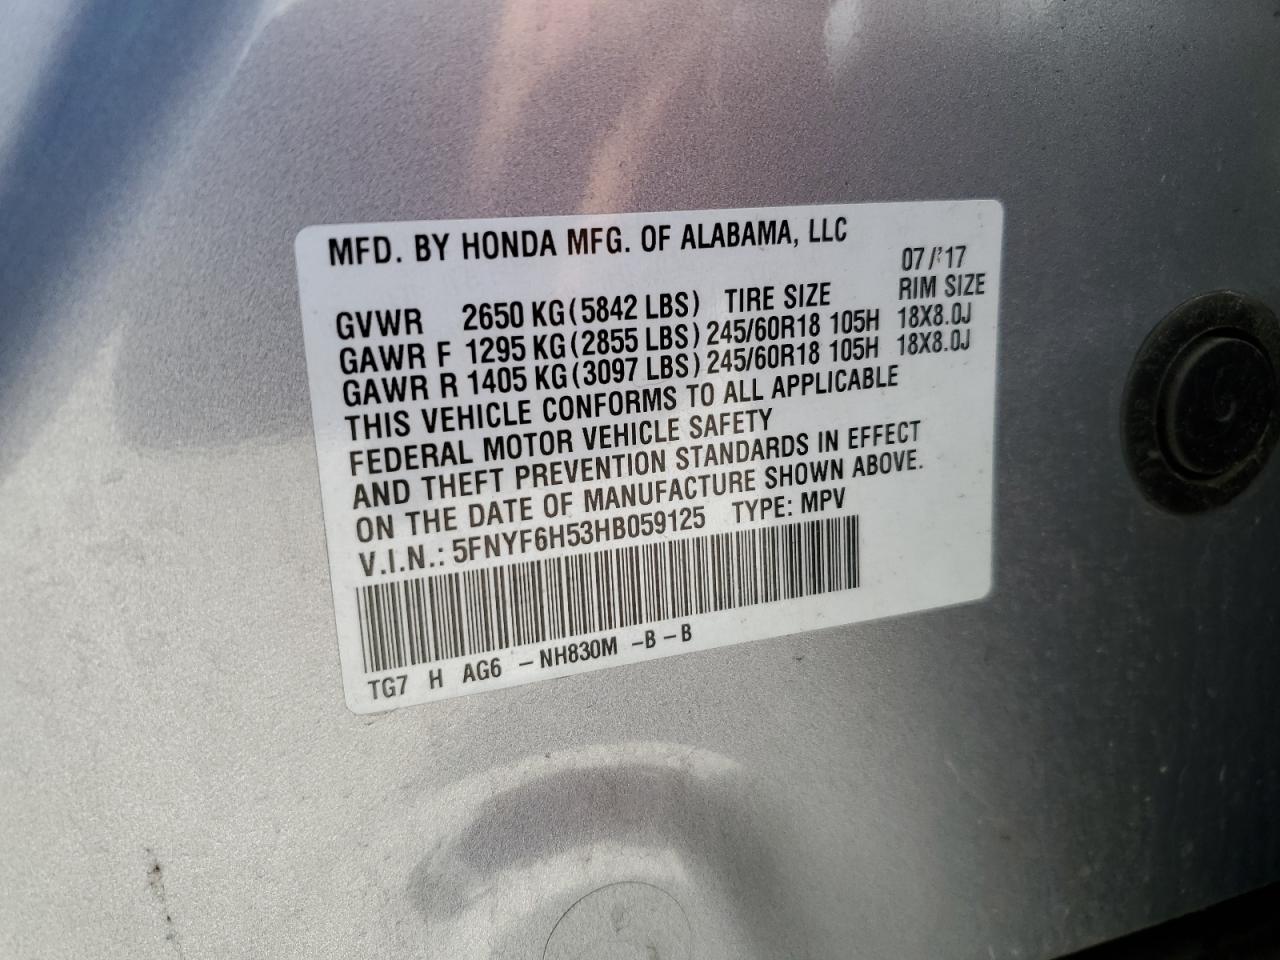 MFD. BY HONDA MFG. OF ALABAMA, LLC
07/'17
GVWR 2650 KG (5842 LBS) TIRE SIZE RIM SIZE
GAWR F 1295 KG (2855 LBS) 245/60R18 105H 18X8.0J
GAWR R 1405 KG (3097 LBS) 245/60R18 105H 18X8.0J
THIS VEHICLE CONFORMS TO ALL APPLICABLE
FEDERAL MOTOR VEHICLE SAFETY
AND THEFT PREVENTION STANDARDS IN EFFECT
ON THE DATE OF MANUFACTURE SHOWN ABOVE.
V.I.N.: 5FNYF6H53HB059125 TYPE: MPV
TG7 H AG6 -NH830M -B-B